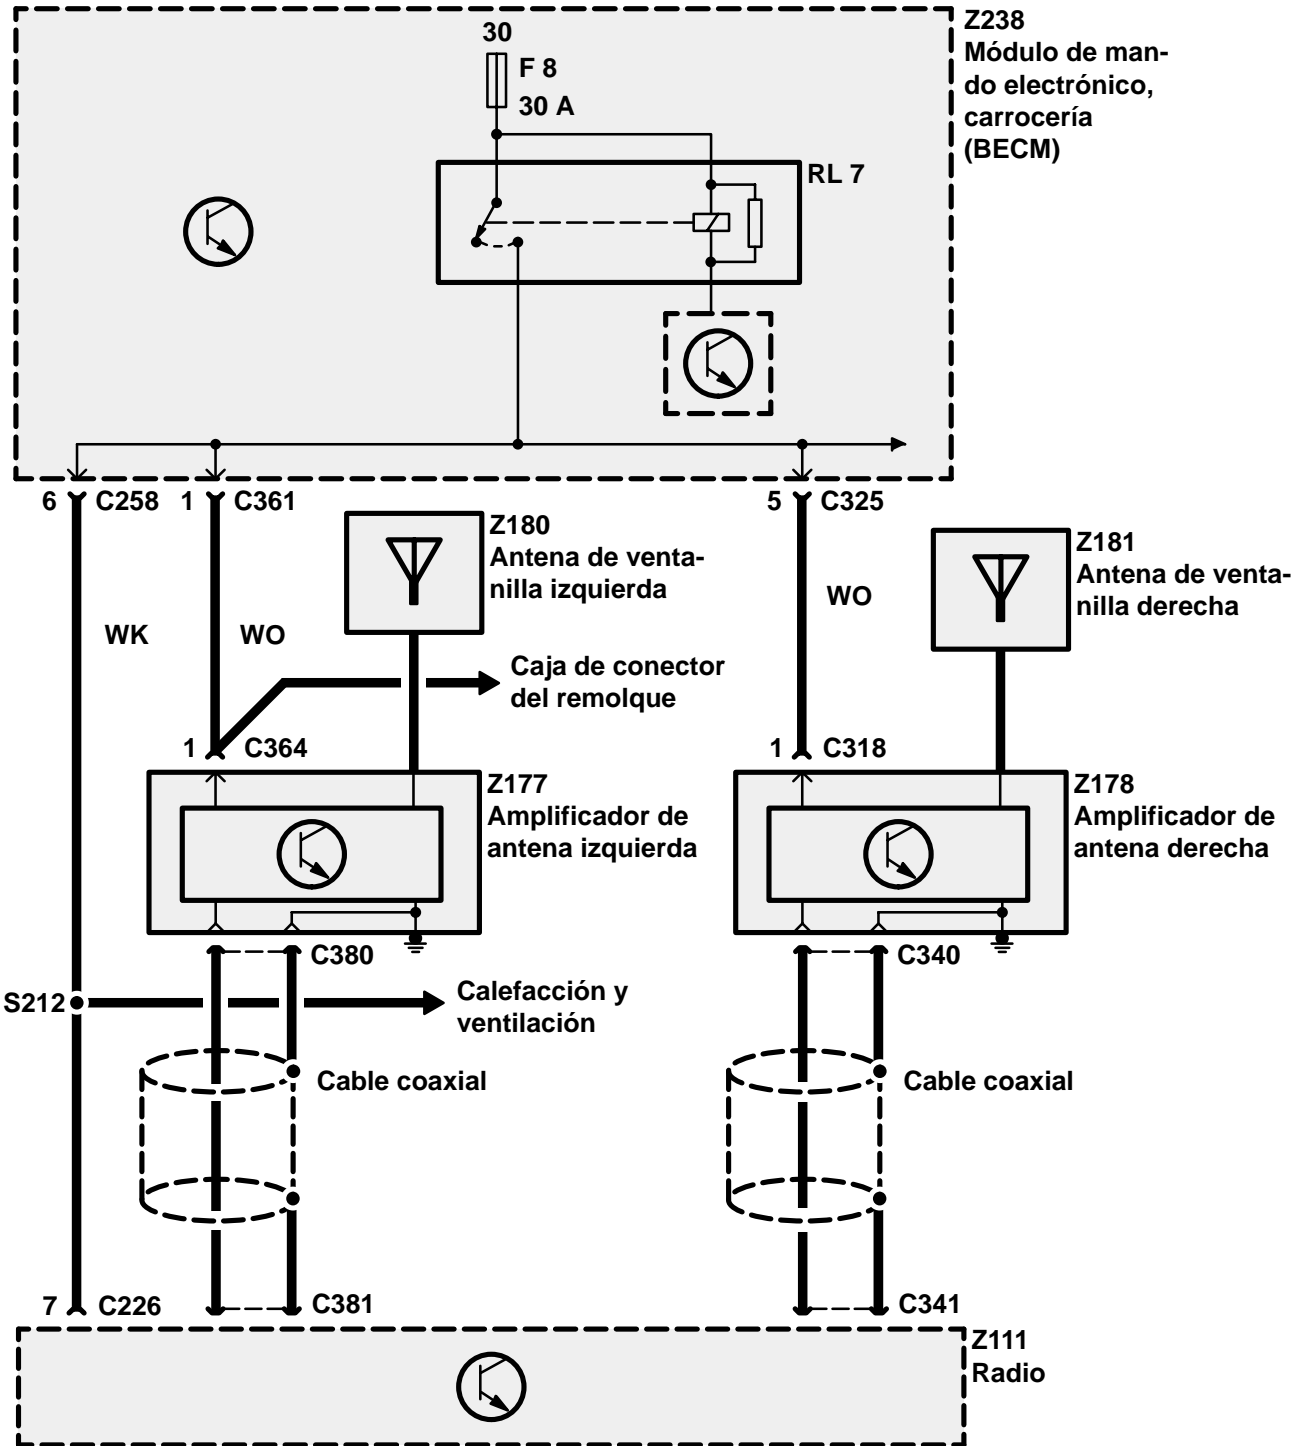 30
F 8
30 A
RL 7
Z238
Módulo de man-
do electrónico,
carrocería
(BECM)
6
C258
1
C361
5
C325
Z180
Antena de venta-
nilla izquierda
Z181
Antena de venta-
nilla derecha
WK
WO
WO
Caja de conector
del remolque
1
C364
1
C318
Z177
Amplificador de
antena izquierda
Z178
Amplificador de
antena derecha
C380
C340
S212
Calefacción y
ventilación
Cable coaxial
Cable coaxial
7
C226
C381
C341
Z111
Radio